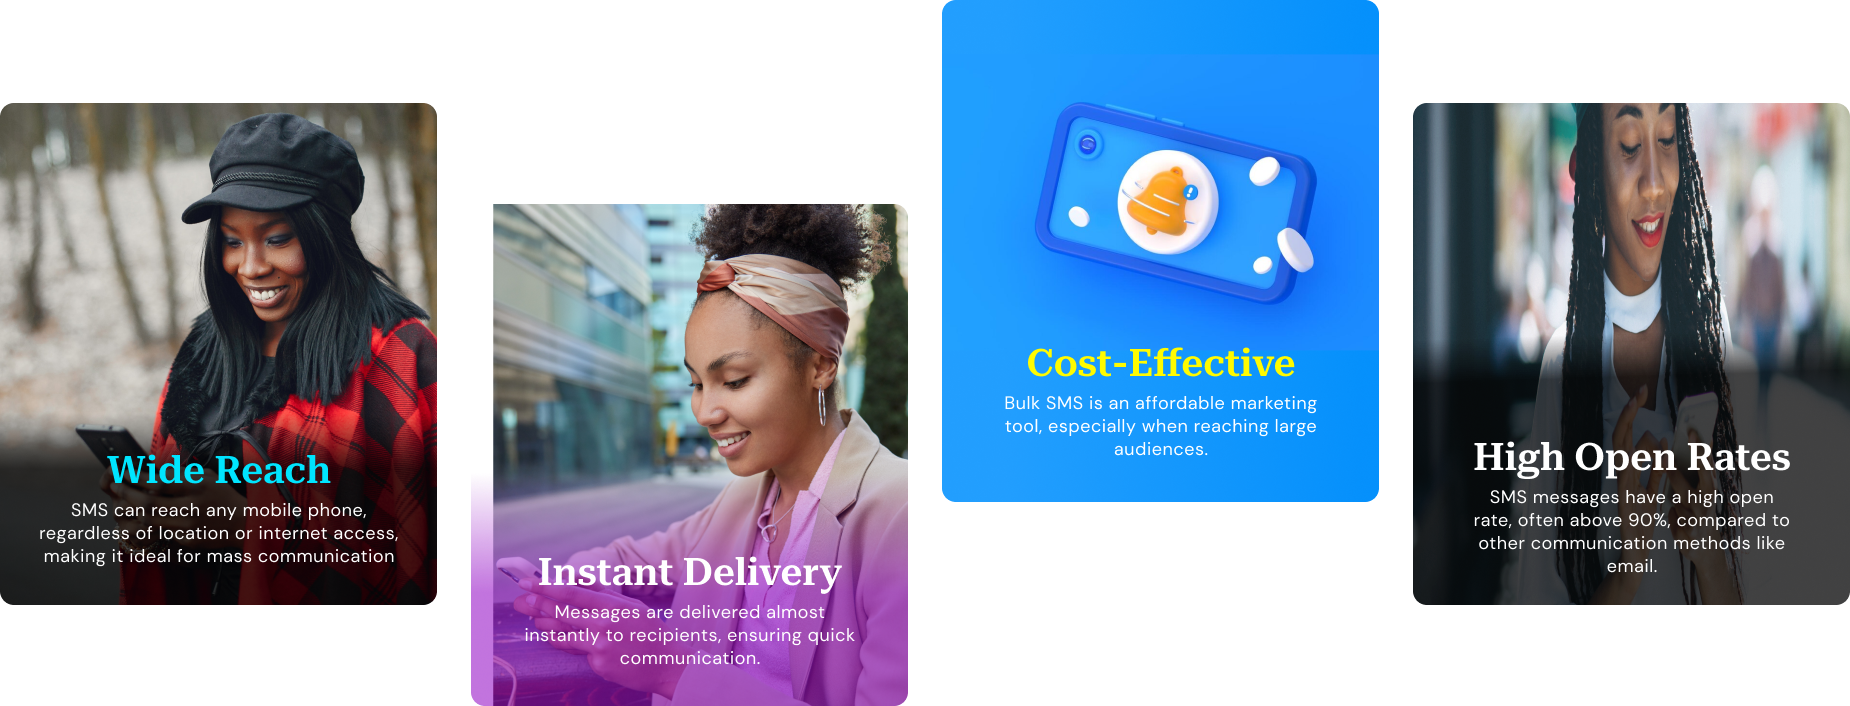 Wide Reach
SMS can reach any mobile phone,
regardless of location or internet access,
making it ideal for mass communication
Instant Delivery
Messages are delivered almost
instantly to recipients, ensuring quick
communication.
Cost-Effective
Bulk SMS is an affordable marketing
tool, especially when reaching large
audiences.
High Open Rates
SMS messages have a high open
rate, often above 90%, compared to
other communication methods like
email.